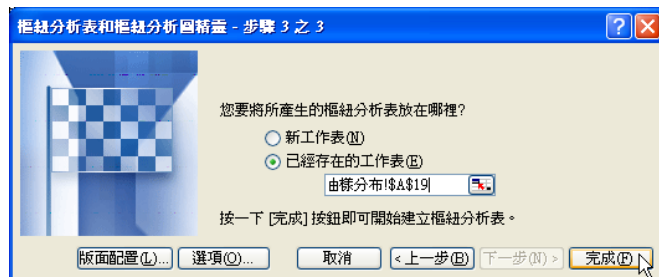 樞紐分析表和樞紐分析圖精靈 - 步驟 3 之 3
您要將所產生的樞紐分析表放在哪裡?
新工作表(N)
已經存在的工作表(E)
由樣分布!$A$19
按一下 [完成] 按鈕即可開始建立樞紐分析表。
版面配置(L)... 選項(O)... 取消 <上一步(B) 下一步(N)> 完成(F)